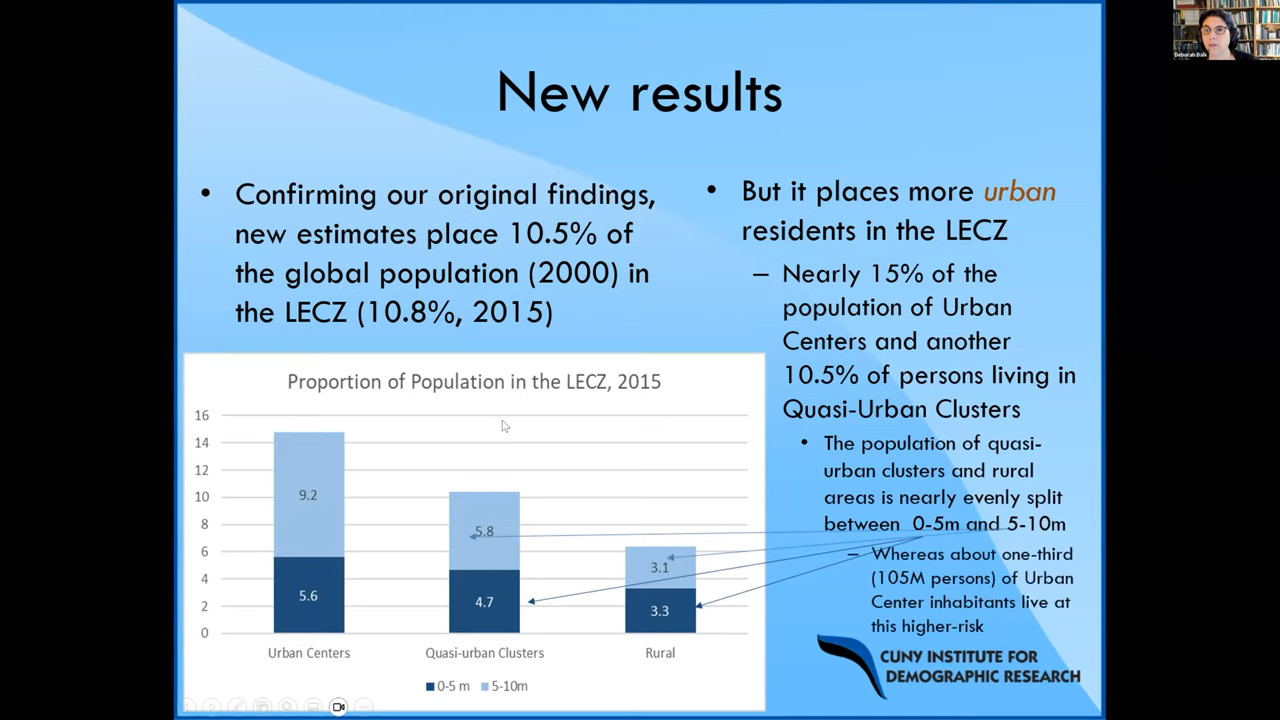 New results
• Confirming our original findings,
new estimates place 10.5% of
the global population (2000) in
the LECZ (10.8%, 2015)
Proportion of Population in the LECZ, 2015
16
14
12
10
8
6
4
2
0
9.2
5.6
5.8
4.7
3.1
3.3
Urban Centers
Quasi-urban Clusters
Rural
0-5 m
5-10m
• But it places more urban
residents in the LECZ
– Nearly 15% of the
population of Urban
Centers and another
10.5% of persons living in
Quasi-Urban Clusters
• The population of quasi-
urban clusters and rural
areas is nearly evenly split
between 0-5m and 5-10m
– Whereas about one-third
(105M persons) of Urban
Center inhabitants live at
this higher-risk
CUNY INSTITUTE FOR
DEMOGRAPHIC RESEARCH
Deborah Balk